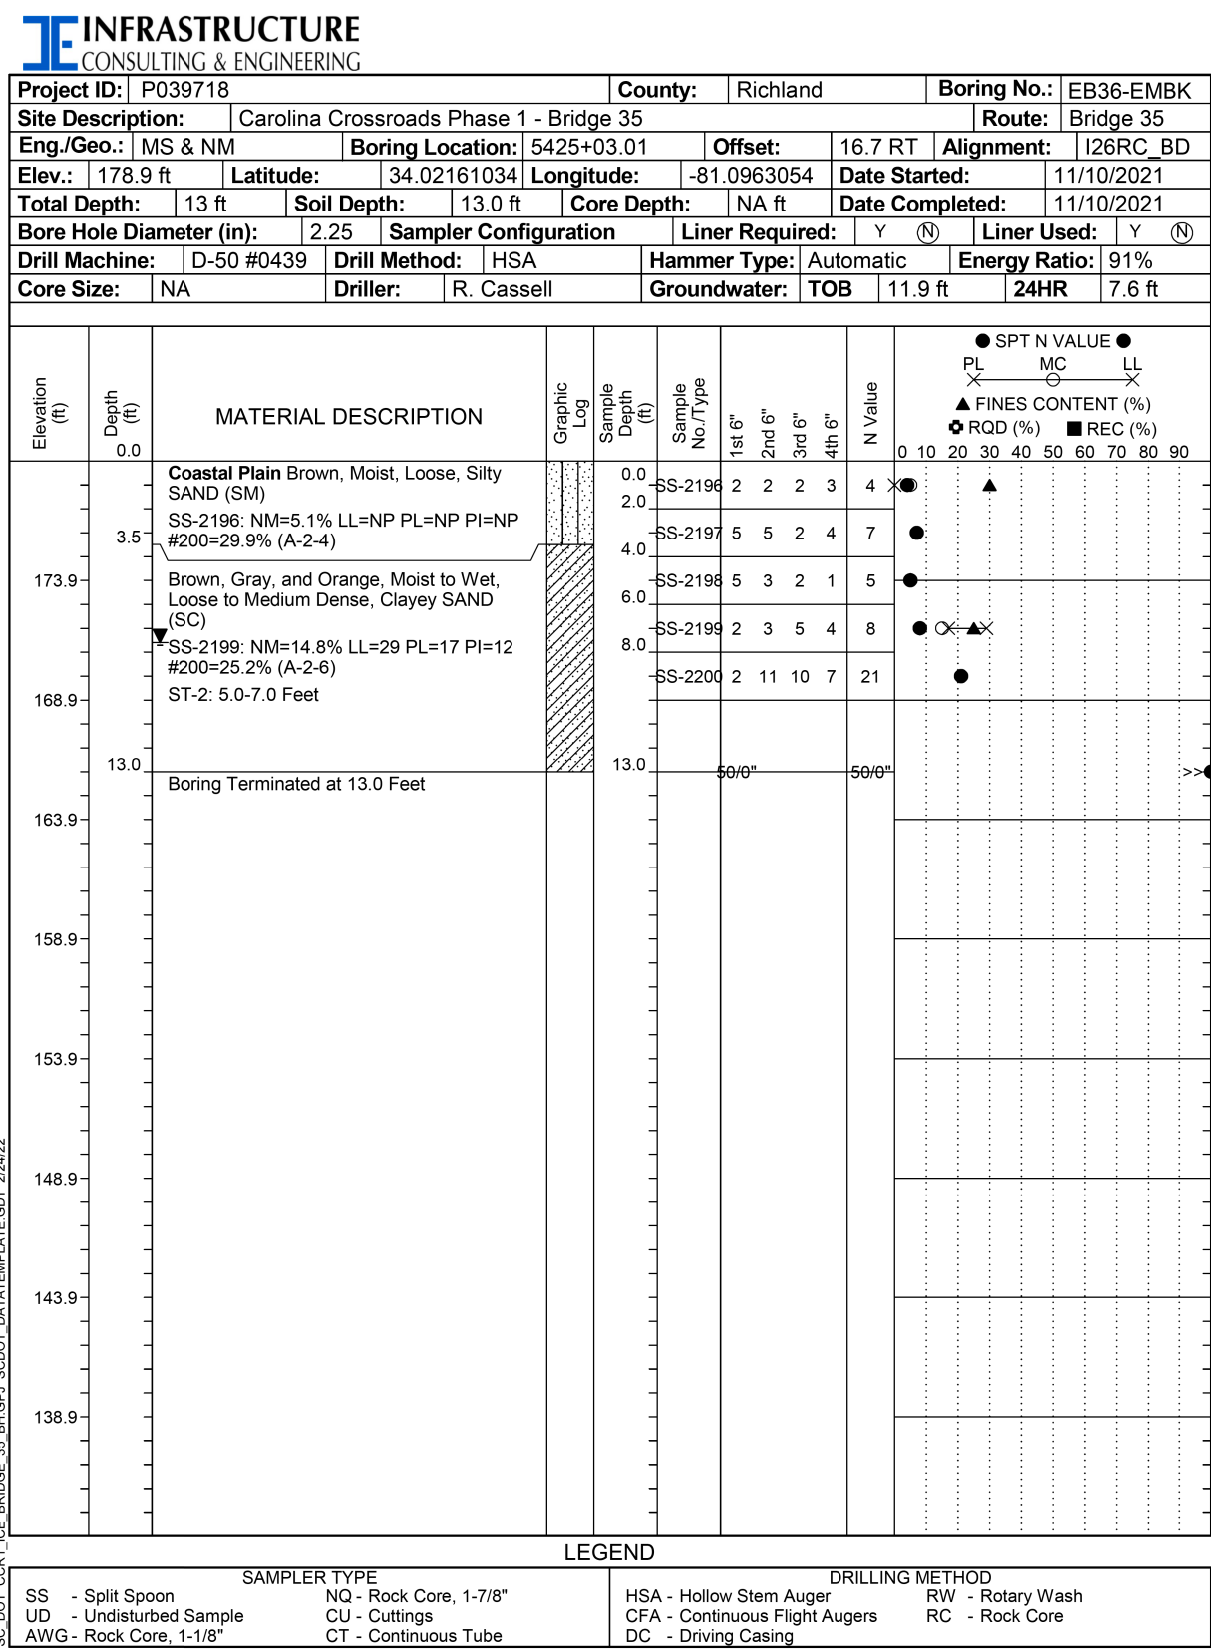 INFRASTRUCTURE
CONSULTING & ENGINEERING
Project ID: P039718 County: Richland Boring No.: EB36-EMBK
Site Description: Carolina Crossroads Phase 1 - Bridge 35 Route: Bridge 35
Eng./Geo.: MS & NM Boring Location: 5425+03.01 Offset: 16.7 RT Alignment: I26RC_BD
Elev.: 178.9 ft Latitude: 34.02161034 Longitude: -81.0963054 Date Started: 11/10/2021
Total Depth: 13 ft Soil Depth: 13.0 ft Core Depth: NA ft Date Completed: 11/10/2021
Bore Hole Diameter (in): 2.25 Sampler Configuration Liner Required: Y N Liner Used: Y N
Drill Machine: D-50 #0439 Drill Method: HSA Hammer Type: Automatic Energy Ratio: 91%
Core Size: NA Driller: R. Cassell Groundwater: TOB 11.9 ft 24HR 7.6 ft
Elevation (ft)
Depth (ft)
MATERIAL DESCRIPTION
Graphic Log
Sample Depth (ft)
Sample No./Type
1st 6"
2nd 6"
3rd 6"
4th 6"
N Value
SPT N VALUE
PL MC LL
FINES CONTENT (%)
RQD (%) REC (%)
0 10 20 30 40 50 60 70 80 90
0.0
Coastal Plain Brown, Moist, Loose, Silty
SAND (SM)
SS-2196: NM=5.1% LL=NP PL=NP PI=NP
#200=29.9% (A-2-4)
3.5
Brown, Gray, and Orange, Moist to Wet,
Loose to Medium Dense, Clayey SAND
(SC)
SS-2199: NM=14.8% LL=29 PL=17 PI=12
#200=25.2% (A-2-6)
ST-2: 5.0-7.0 Feet
13.0
Boring Terminated at 13.0 Feet
0.0
SS-2196 2 2 2 3 4
2.0
SS-2197 5 5 2 4 7
4.0
SS-2198 5 3 2 1 5
6.0
SS-2199 2 3 5 4 8
8.0
SS-2200 2 11 10 7 21
13.0 50/0" 50/0" >>
173.9
168.9
163.9
158.9
153.9
148.9
143.9
138.9
LEGEND
SAMPLER TYPE
SS - Split Spoon NQ - Rock Core, 1-7/8"
UD - Undisturbed Sample CU - Cuttings
AWG - Rock Core, 1-1/8" CT - Continuous Tube
DRILLING METHOD
HSA - Hollow Stem Auger RW - Rotary Wash
CFA - Continuous Flight Augers RC - Rock Core
DC - Driving Casing